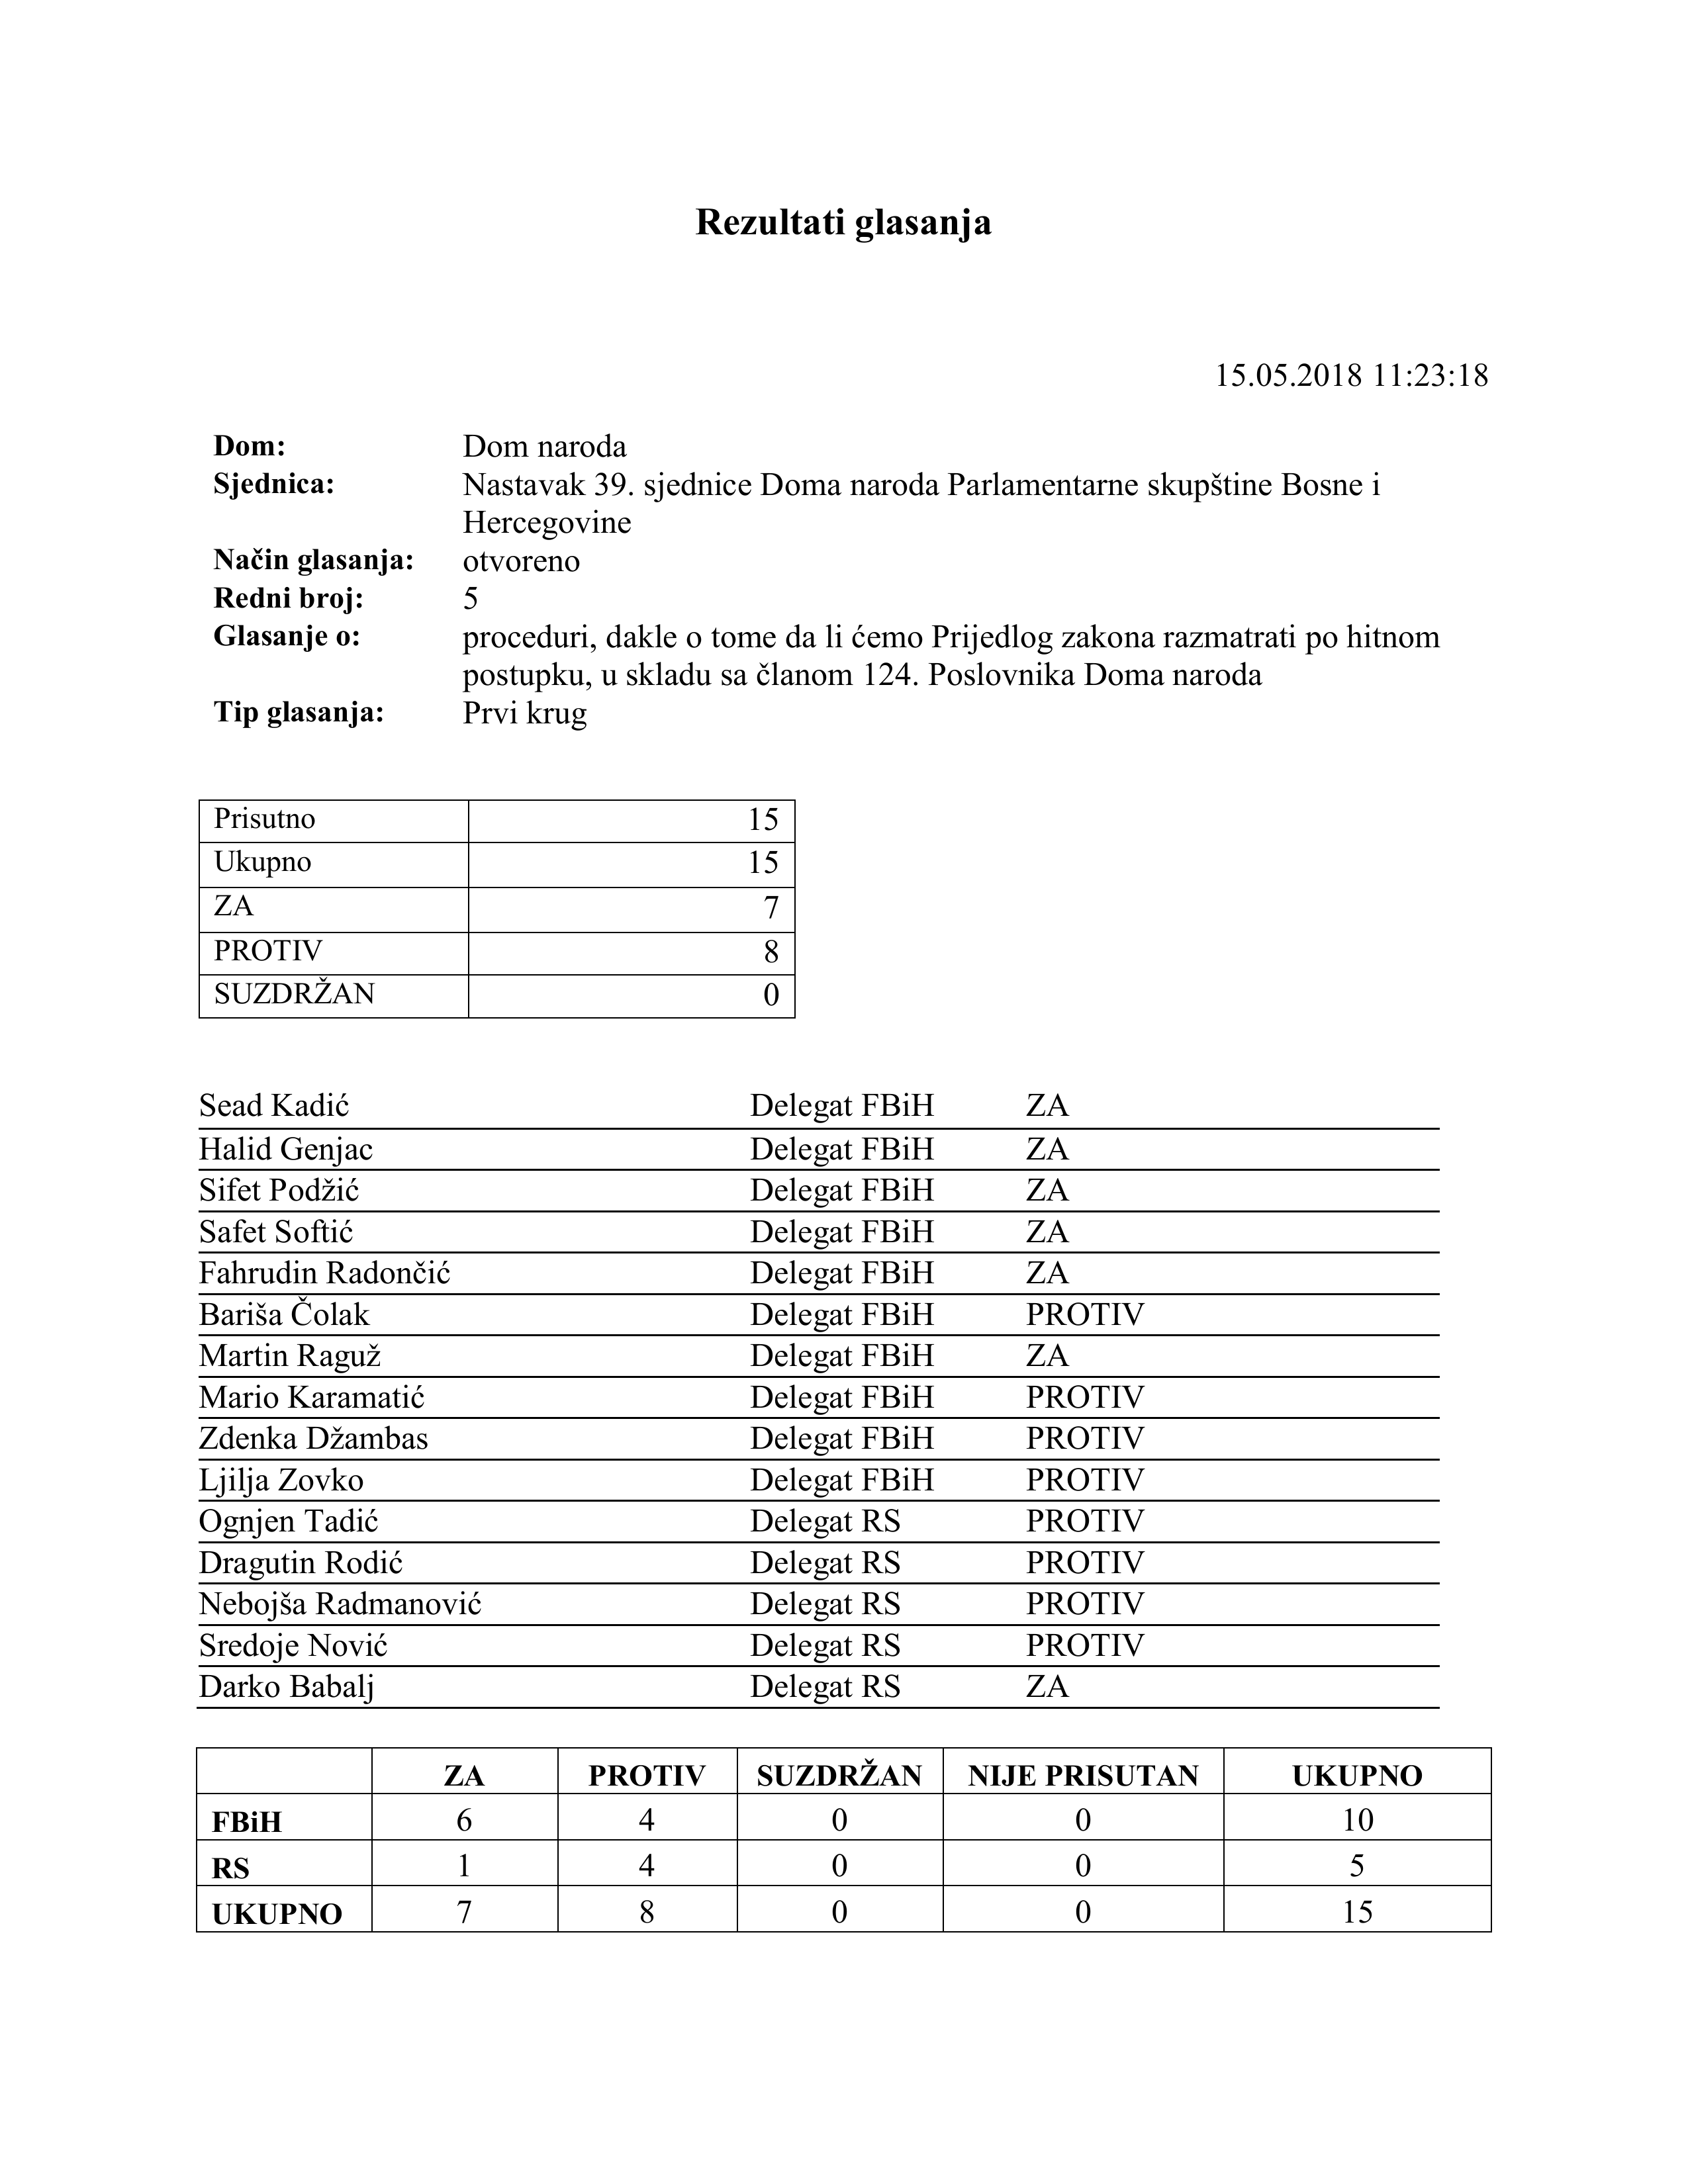 Rezultati glasanja
15.05.2018 11:23:18
Dom: Dom naroda
Sjednica: Nastavak 39. sjednice Doma naroda Parlamentarne skupštine Bosne i
Hercegovine
Način glasanja: otvoreno
Redni broj: 5
Glasanje o: proceduri, dakle o tome da li ćemo Prijedlog zakona razmatrati po hitnom
postupku, u skladu sa članom 124. Poslovnika Doma naroda
Tip glasanja: Prvi krug
Prisutno 15
Ukupno 15
ZA 7
PROTIV 8
SUZDRŽAN 0
Sead Kadić Delegat FBiH ZA
Halid Genjac Delegat FBiH ZA
Sifet Podžić Delegat FBiH ZA
Safet Softić Delegat FBiH ZA
Fahrudin Radončić Delegat FBiH ZA
Bariša Čolak Delegat FBiH PROTIV
Martin Raguž Delegat FBiH ZA
Mario Karamatić Delegat FBiH PROTIV
Zdenka Džambas Delegat FBiH PROTIV
Ljilja Zovko Delegat FBiH PROTIV
Ognjen Tadić Delegat RS PROTIV
Dragutin Rodić Delegat RS PROTIV
Nebojša Radmanović Delegat RS PROTIV
Sredoje Nović Delegat RS PROTIV
Darko Babalj Delegat RS ZA
ZA PROTIV SUZDRŽAN NIJE PRISUTAN UKUPNO
FBiH 6 4 0 0 10
RS 1 4 0 0 5
UKUPNO 7 8 0 0 15